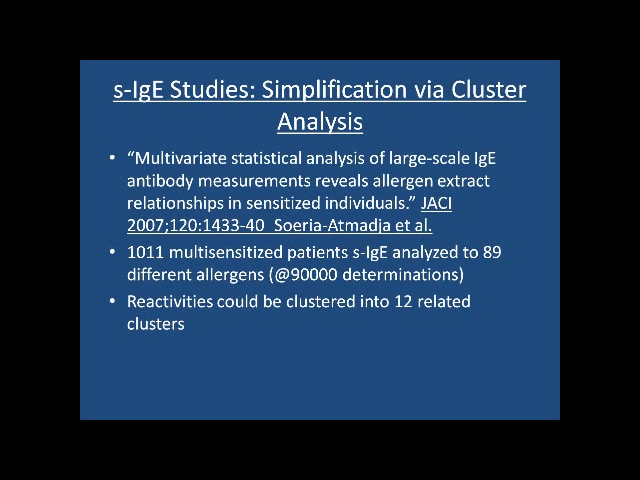 s-IgE Studies: Simplification via Cluster
Analysis
• “Multivariate statistical analysis of large-scale IgE
antibody measurements reveals allergen extract
relationships in sensitized individuals.” JACI
2007;120:1433-40 Soeria-Atmadja et al.
• 1011 multisensitized patients s-IgE analyzed to 89
different allergens (@90000 determinations)
• Reactivities could be clustered into 12 related
clusters